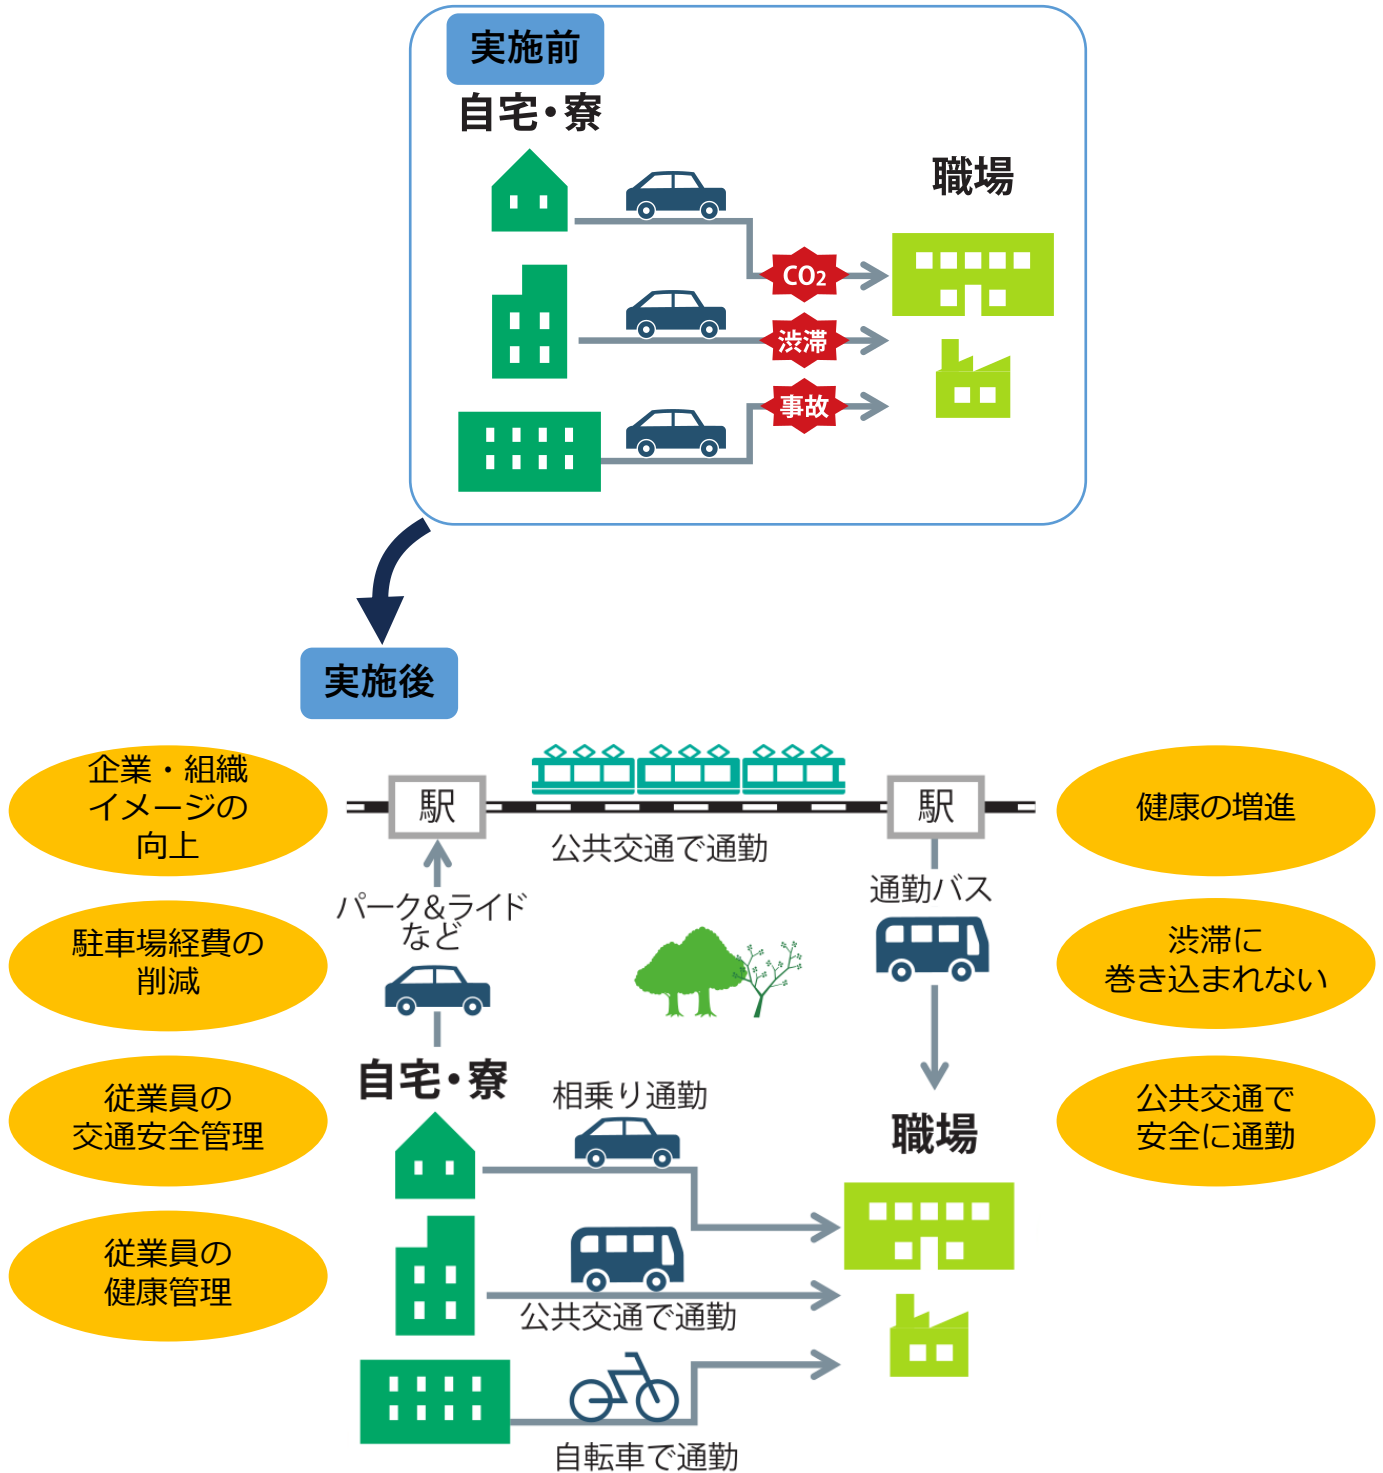 実施前
自宅・寮
職場
CO2
渋滞
事故
実施後
企業・組織
イメージの
向上
駐車場経費の
削減
従業員の
交通安全管理
従業員の
健康管理
駅
駅
公共交通で通勤
パーク&ライド
など
通勤バス
自宅・寮
相乗り通勤
公共交通で通勤
自転車で通勤
職場
健康の増進
渋滞に
巻き込まれない
公共交通で
安全に通勤